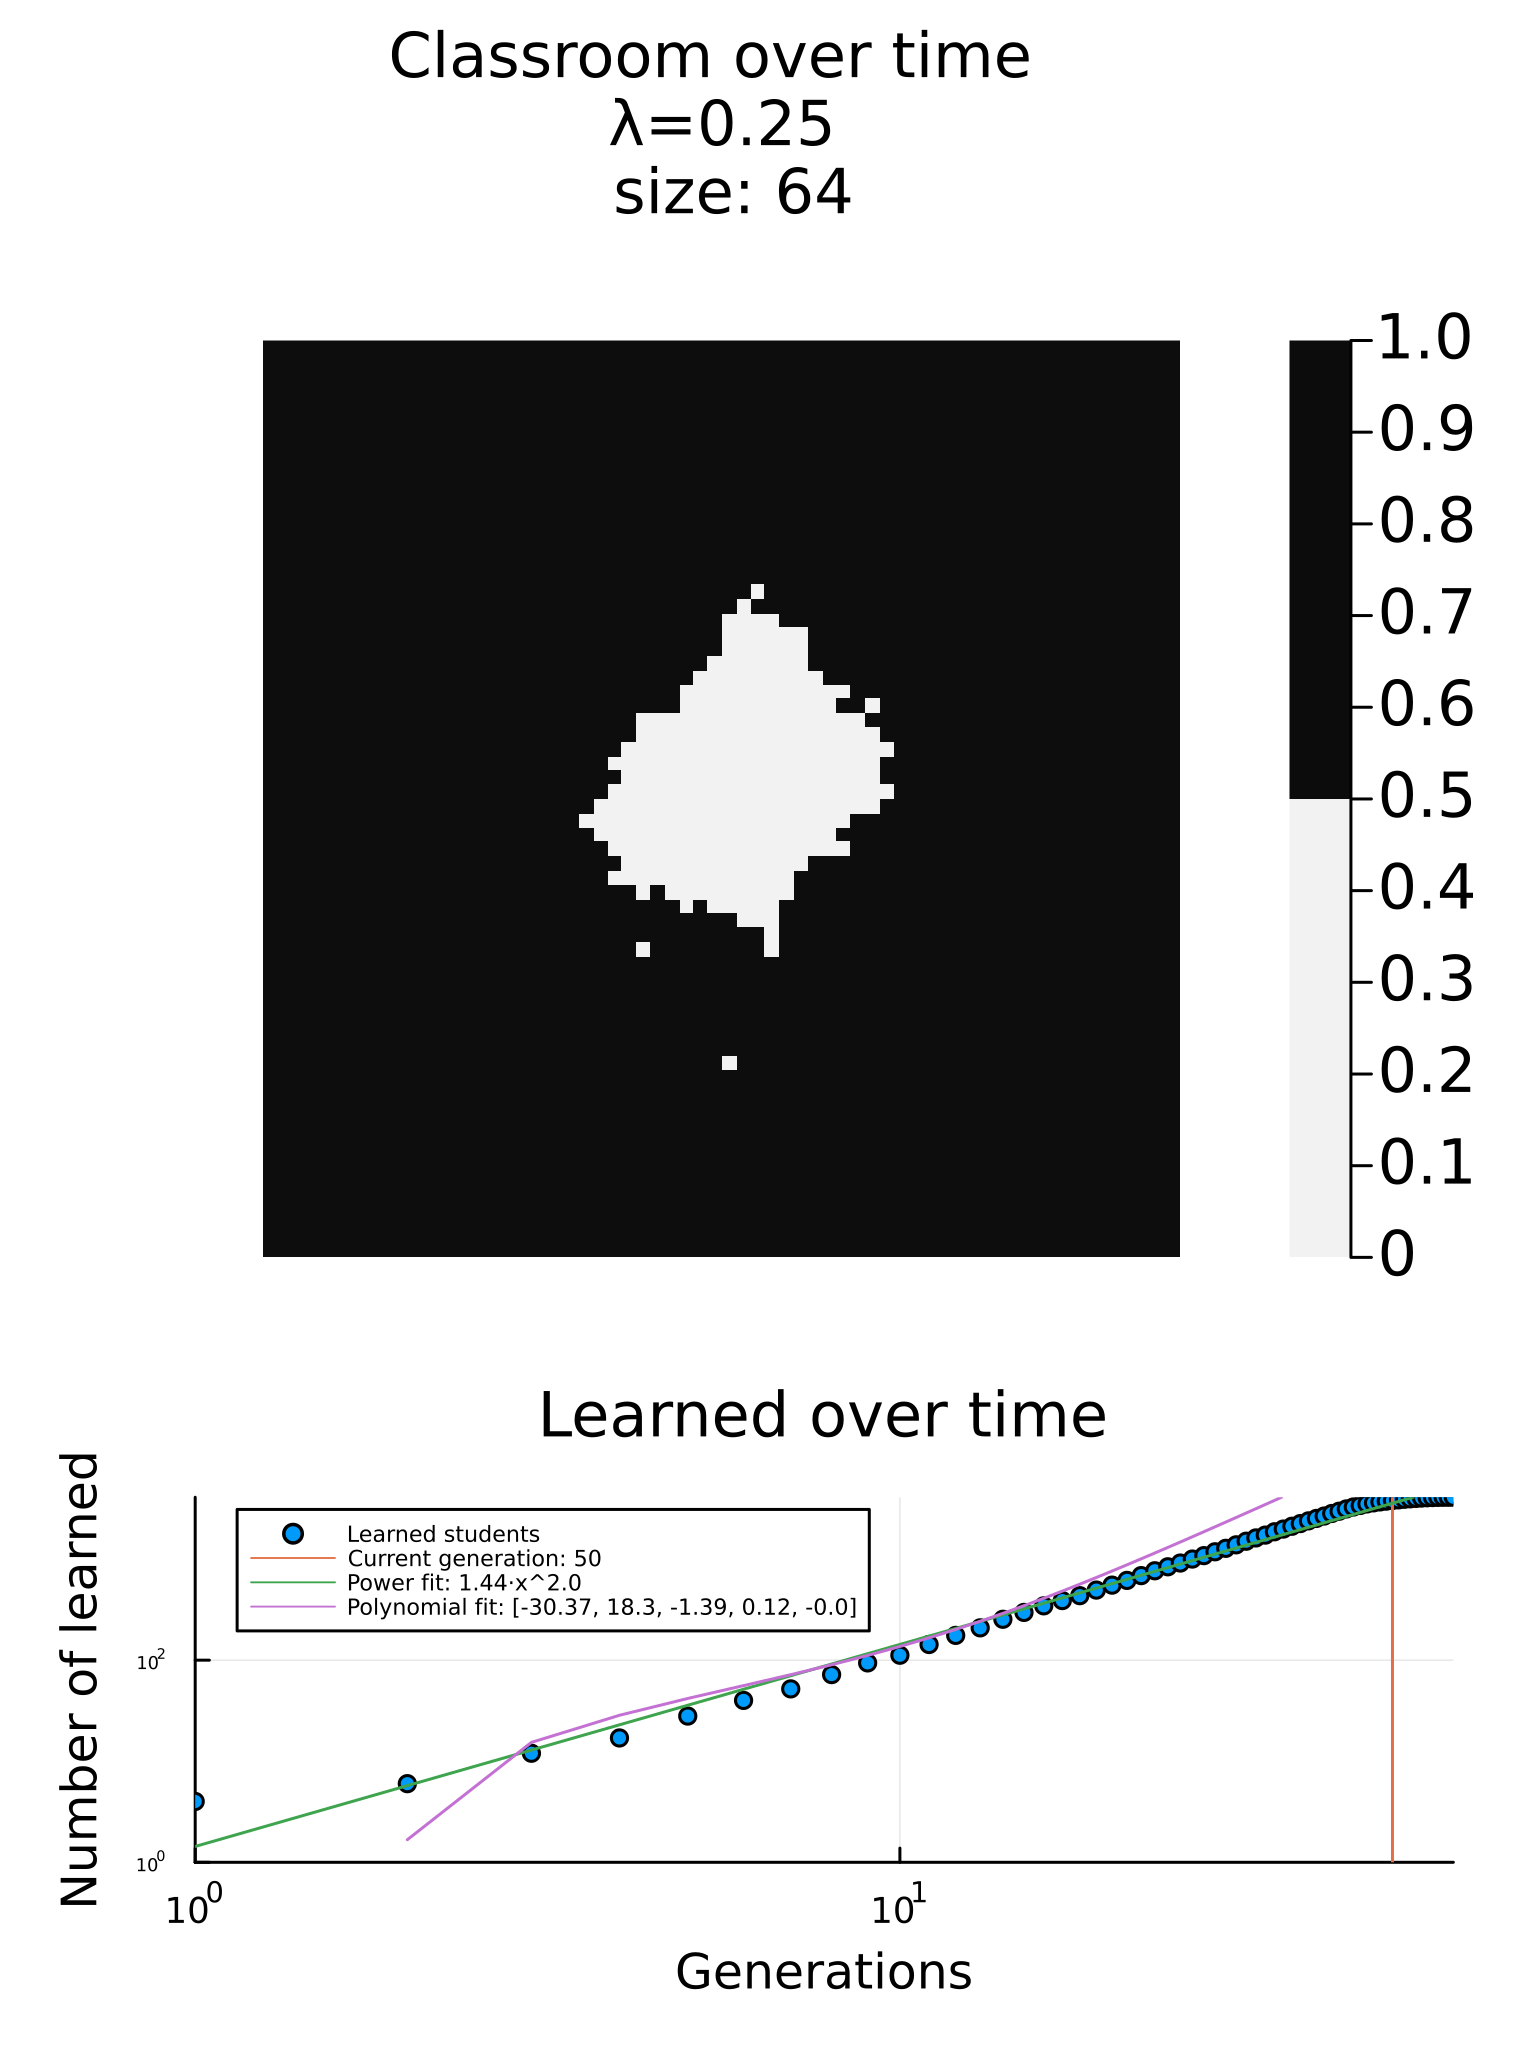 Classroom over time
λ=0.25
size: 64
1.0
0.9
0.8
0.7
0.6
0.5
0.4
0.3
0.2
0.1
0
Learned over time
Number of learned
Learned students
Current generation: 50
Power fit: 1.44·x^2.0
Polynomial fit: [-30.37, 18.3, -1.39, 0.12, -0.0]
10²
10⁰
10⁰
10¹
Generations